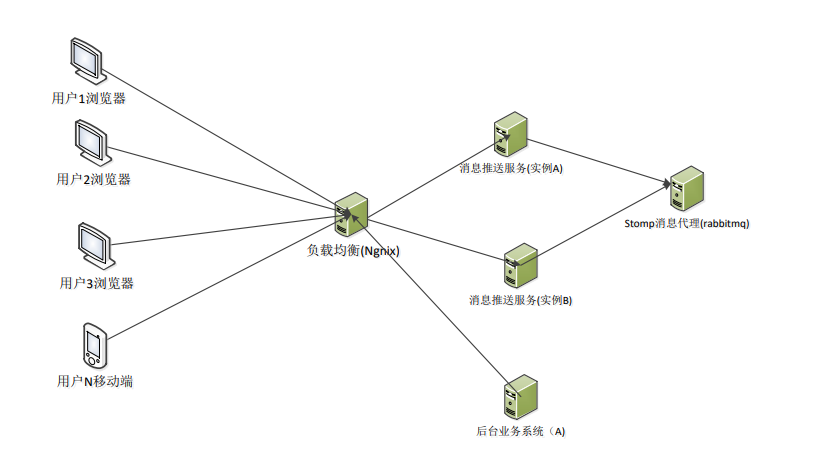 用户1浏览器
用户2浏览器
用户3浏览器
用户N移动端
负载均衡(Ngnix)
消息推送服务(实例A)
消息推送服务(实例B)
后台业务系统（A)
Stomp消息代理(rabbitmq)